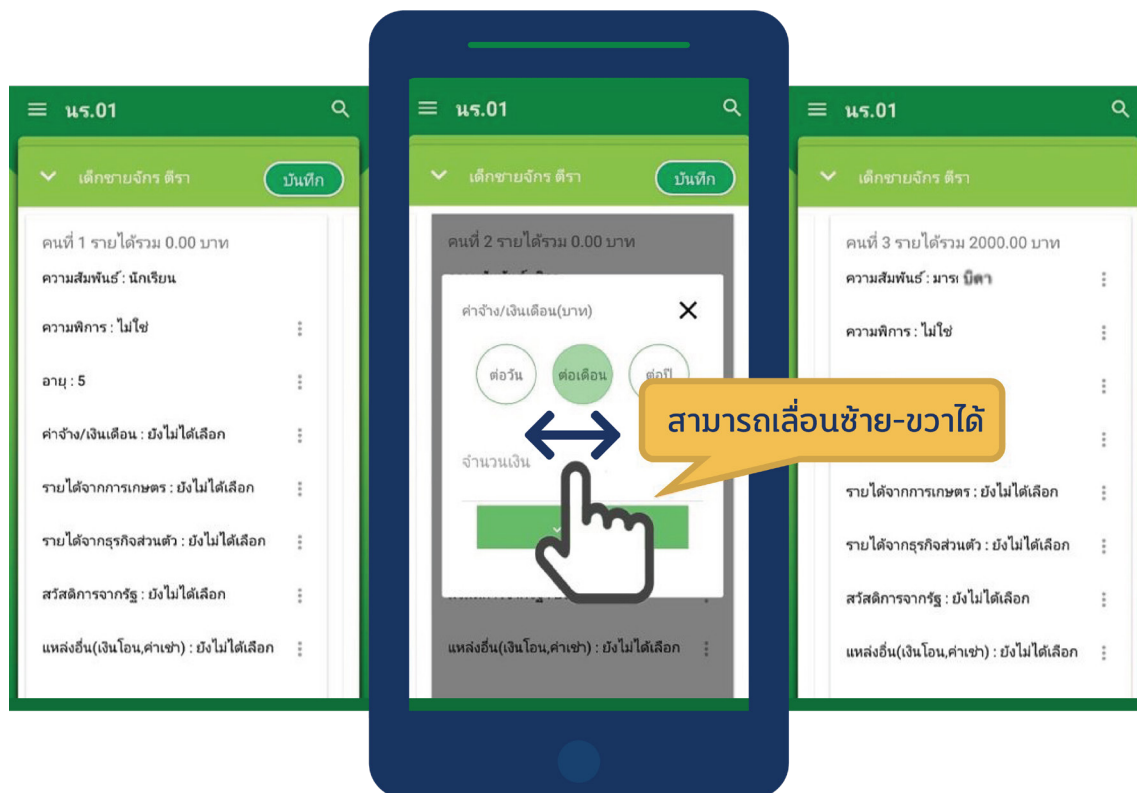 นร.01
เด็กชายจักร ตีรา
บันทึก
คนที่ 1 รายได้รวม 0.00 บาท
ความสัมพันธ์ : นักเรียน
ความพิการ : ไม่ใช่
อายุ : 5
ค่าจ้าง/เงินเดือน : ยังไม่ได้เลือก
รายได้จากการเกษตร : ยังไม่ได้เลือก
รายได้จากธุรกิจส่วนตัว : ยังไม่ได้เลือก
สวัสดิการจากรัฐ : ยังไม่ได้เลือก
แหล่งอื่น(เงินโอน,ค่าเช่า) : ยังไม่ได้เลือก
นร.01
เด็กชายจักร ตีรา
บันทึก
คนที่ 2 รายได้รวม 0.00 บาท
ค่าจ้าง/เงินเดือน(บาท)
ต่อวัน
ต่อเดือน
ต่อปี
จำนวนเงิน
แหล่งอื่น(เงินโอน,ค่าเช่า) : ยังไม่ได้เลือก
สามารถเลื่อนซ้าย-ขวาได้
นร.01
เด็กชายจักร ตีรา
คนที่ 3 รายได้รวม 2000.00 บาท
ความสัมพันธ์ : บิดา
ความพิการ : ไม่ใช่
รายได้จากการเกษตร : ยังไม่ได้เลือก
รายได้จากธุรกิจส่วนตัว : ยังไม่ได้เลือก
สวัสดิการจากรัฐ : ยังไม่ได้เลือก
แหล่งอื่น(เงินโอน,ค่าเช่า) : ยังไม่ได้เลือก